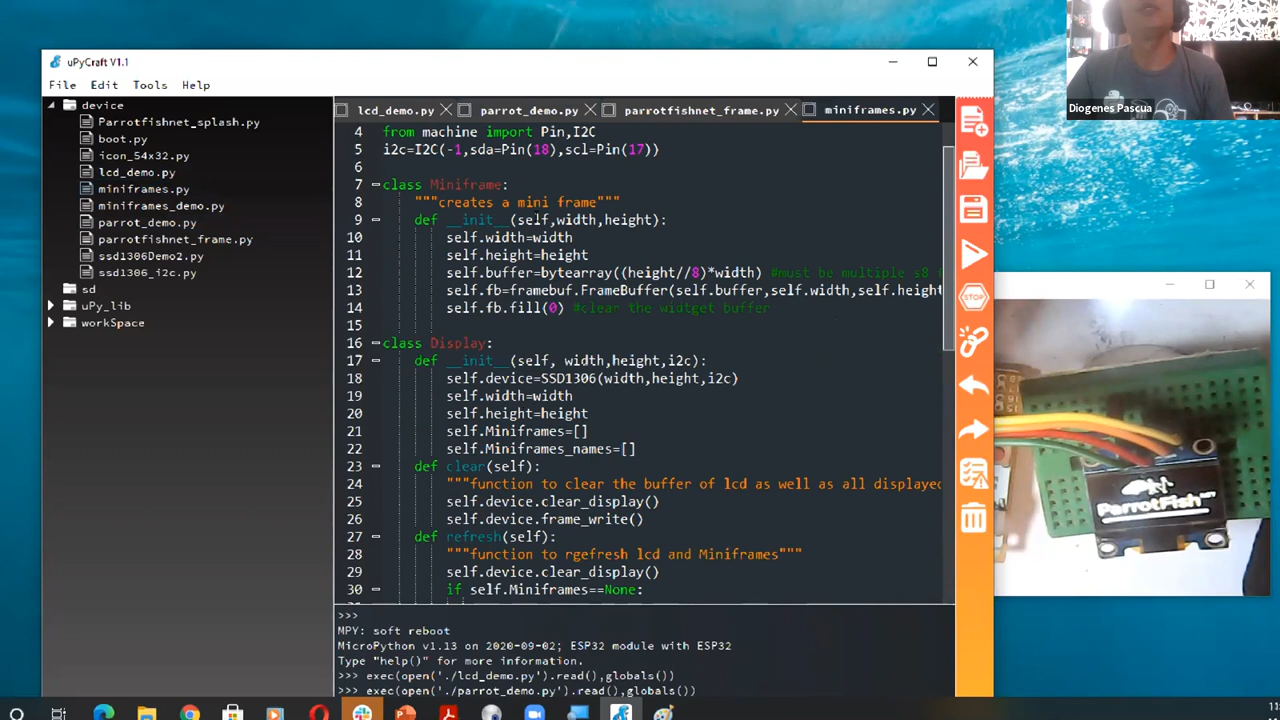 uPyCraft V1.1
File Edit Tools Help
device
Parrotfishnet_splash.py
boot.py
icon_54x32.py
lcd_demo.py
miniframes.py
miniframes_demo.py
parrot_demo.py
parrotfishnet_frame.py
ssd1306Demo2.py
ssd1306_i2c.py
sd
uPy_lib
workSpace
lcd_demo.py parrot_demo.py parrotfishnet_frame.py miniframes.py
4 from machine import Pin,I2C
5 i2c=I2C(-1,sda=Pin(18),scl=Pin(17))
6
7 class Miniframe:
8 """creates a mini frame"""
9 def __init__(self,width,height):
10 self.width=width
11 self.height=height
12 self.buffer=bytearray((height//8)*width) #must be multiple s8
13 self.fb=framebuf.FrameBuffer(self.buffer,self.width,self.height
14 self.fb.fill(0) #clear the widtget buffer
15
16 class Display:
17 def __init__(self, width,height,i2c):
18 self.device=SSD1306(width,height,i2c)
19 self.width=width
20 self.height=height
21 self.Miniframes=[]
22 self.Miniframes_names=[]
23 def clear(self):
24 """function to clear the buffer of lcd as well as all displayed
25 self.device.clear_display()
26 self.device.frame_write()
27 def refresh(self):
28 """function to rgefresh lcd and Miniframes"""
29 self.device.clear_display()
30 if self.Miniframes==None:
>>>
MPY: soft reboot
MicroPython v1.13 on 2020-09-02; ESP32 module with ESP32
Type "help()" for more information.
>>> exec(open('./lcd_demo.py').read(),globals())
>>> exec(open('./parrot_demo.py').read(),globals())
STOP
Diogenes Pascua
ParrotFish
11